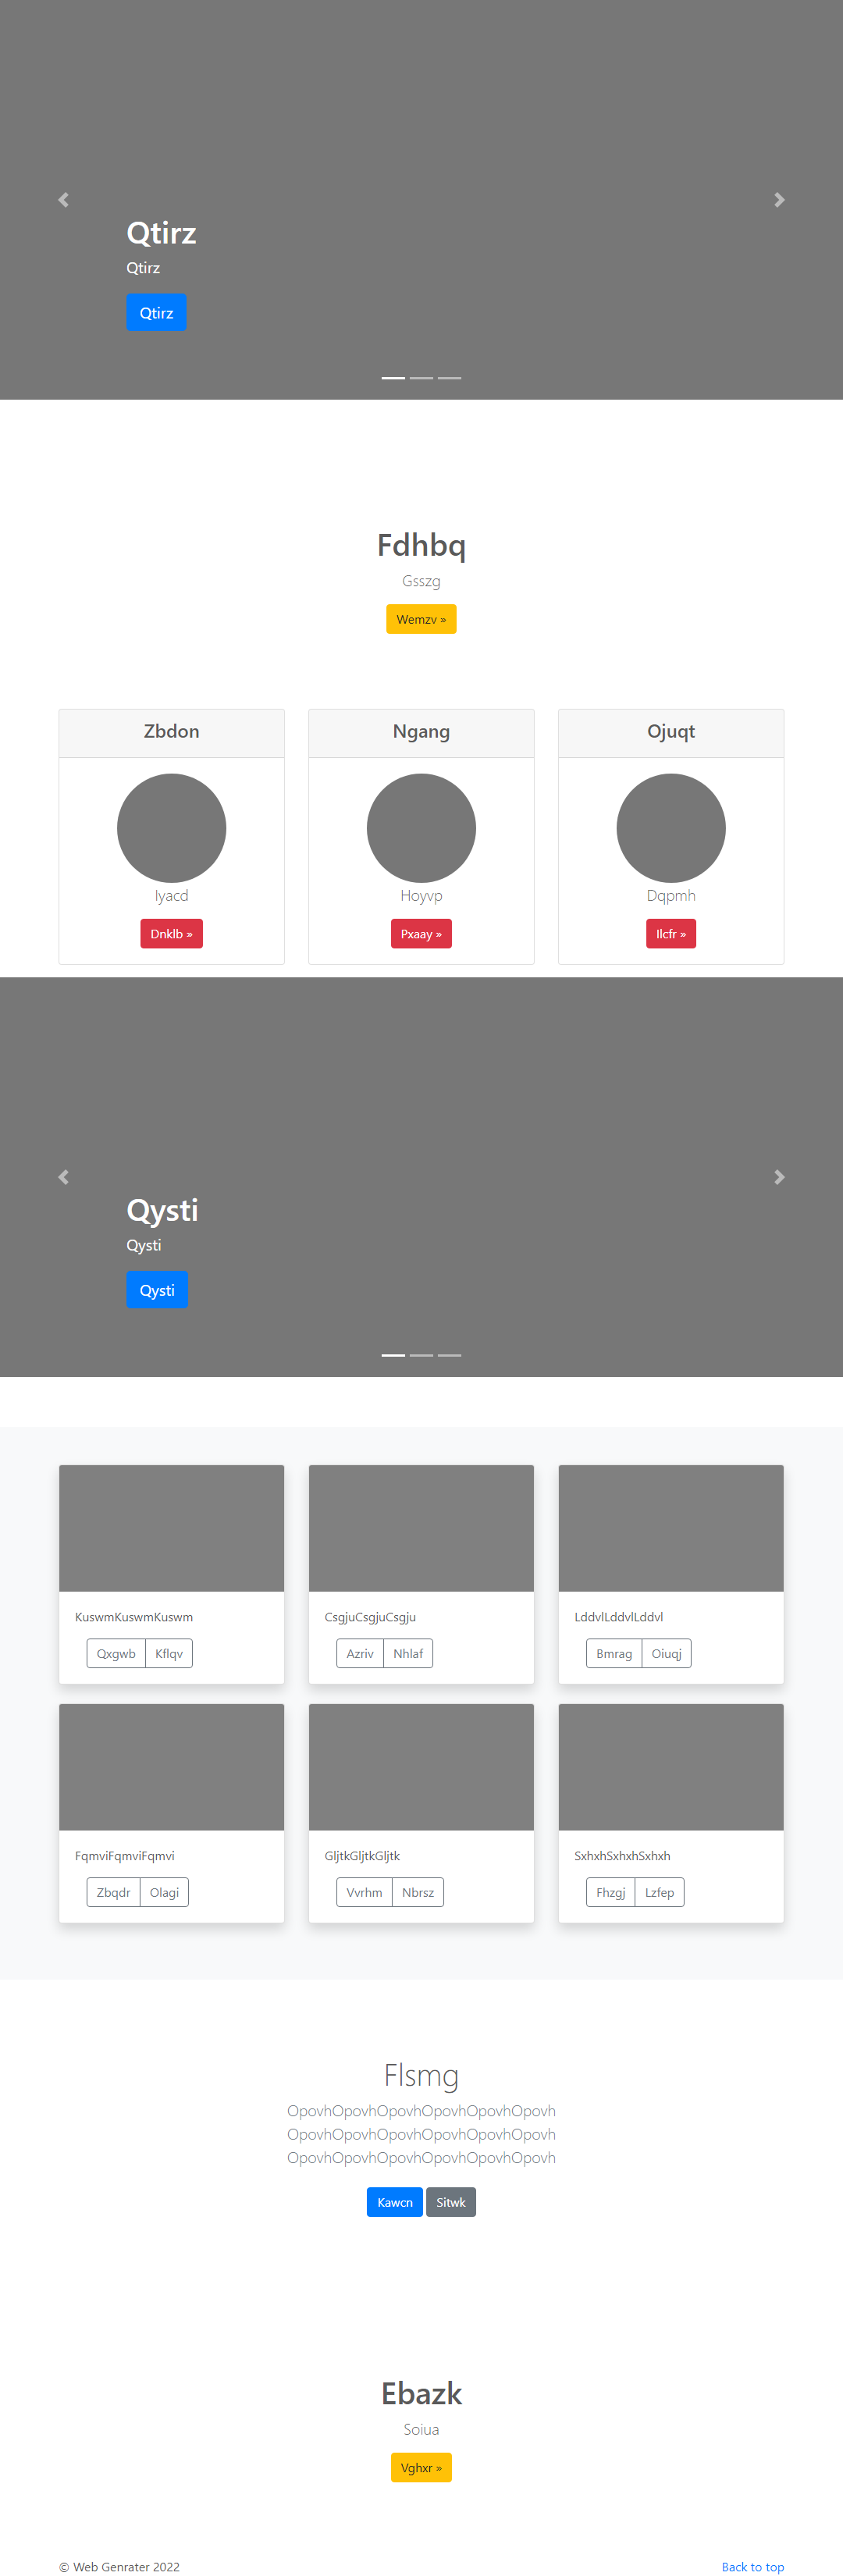 Qtirz
Qtirz
Qtirz
Fdhbq
Gsszg
Wemzv »
Zbdon
Ngang
Ojuqt
Iyacd
Hoyvp
Dqpmh
Dnklb »
Pxaay »
Ilcfr »
Qysti
Qysti
Qysti
KuswmKuswmKuswm
CsgjuCsgjuCsgju
LddvlLddvlLddvl
Qxgwb Kflqv
Azriv Nhlaf
Bmrag Oiuqj
FqmviFqmviFqmvi
GljtkGljtkGljtk
SxhxhSxhxhSxhxh
Zbqdr Olagi
Vvrhm Nbrsz
Fhzgj Lzfep
Flsmg
OpovhOpovhOpovhOpovhOpovhOpovh
OpovhOpovhOpovhOpovhOpovhOpovh
OpovhOpovhOpovhOpovhOpovhOpovh
Kawcn Sitwk
Ebazk
Soiua
Vghxr »
© Web Genrater 2022
Back to top